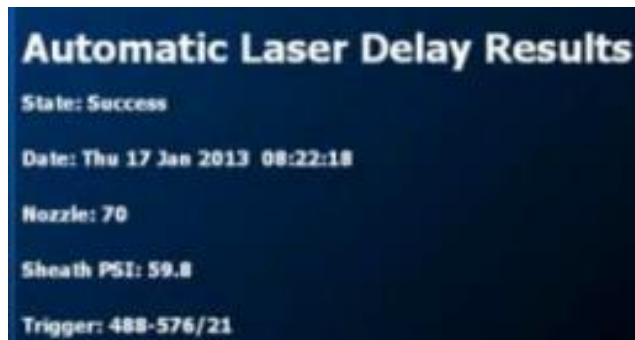 Automatic Laser Delay Results
State: Success
Date: Thu 17 Jan 2013 08:22:18
Nozzle: 70
Sheath PSI: 59.8
Trigger: 488-576/21